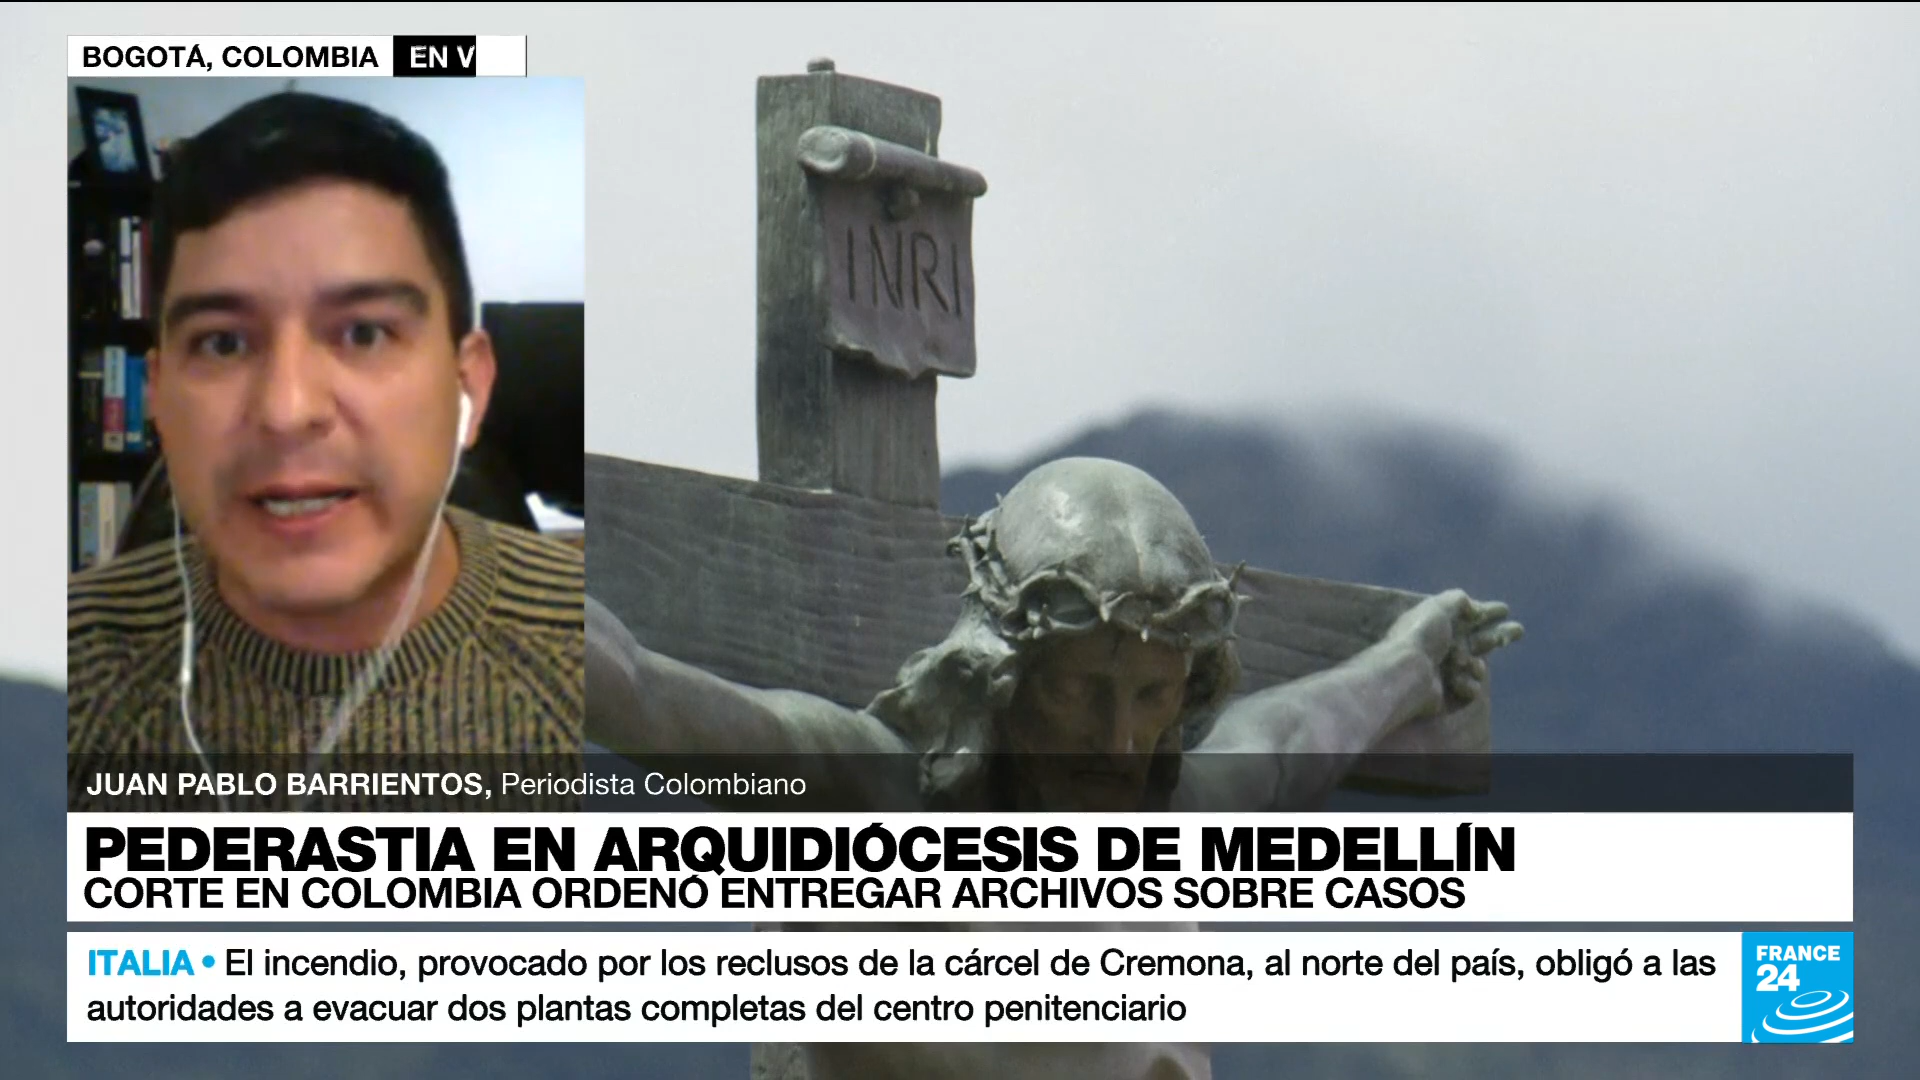 BOGOTÁ, COLOMBIA EN V
INRI
JUAN PABLO BARRIENTOS, Periodista Colombiano
PEDERASTIA EN ARQUIDIÓCESIS DE MEDELLÍN
CORTE EN COLOMBIA ORDENÓ ENTREGAR ARCHIVOS SOBRE CASOS
ITALIA • El incendio, provocado por los reclusos de la cárcel de Cremona, al norte del país, obligó a las
autoridades a evacuar dos plantas completas del centro penitenciario
FRANCE
24